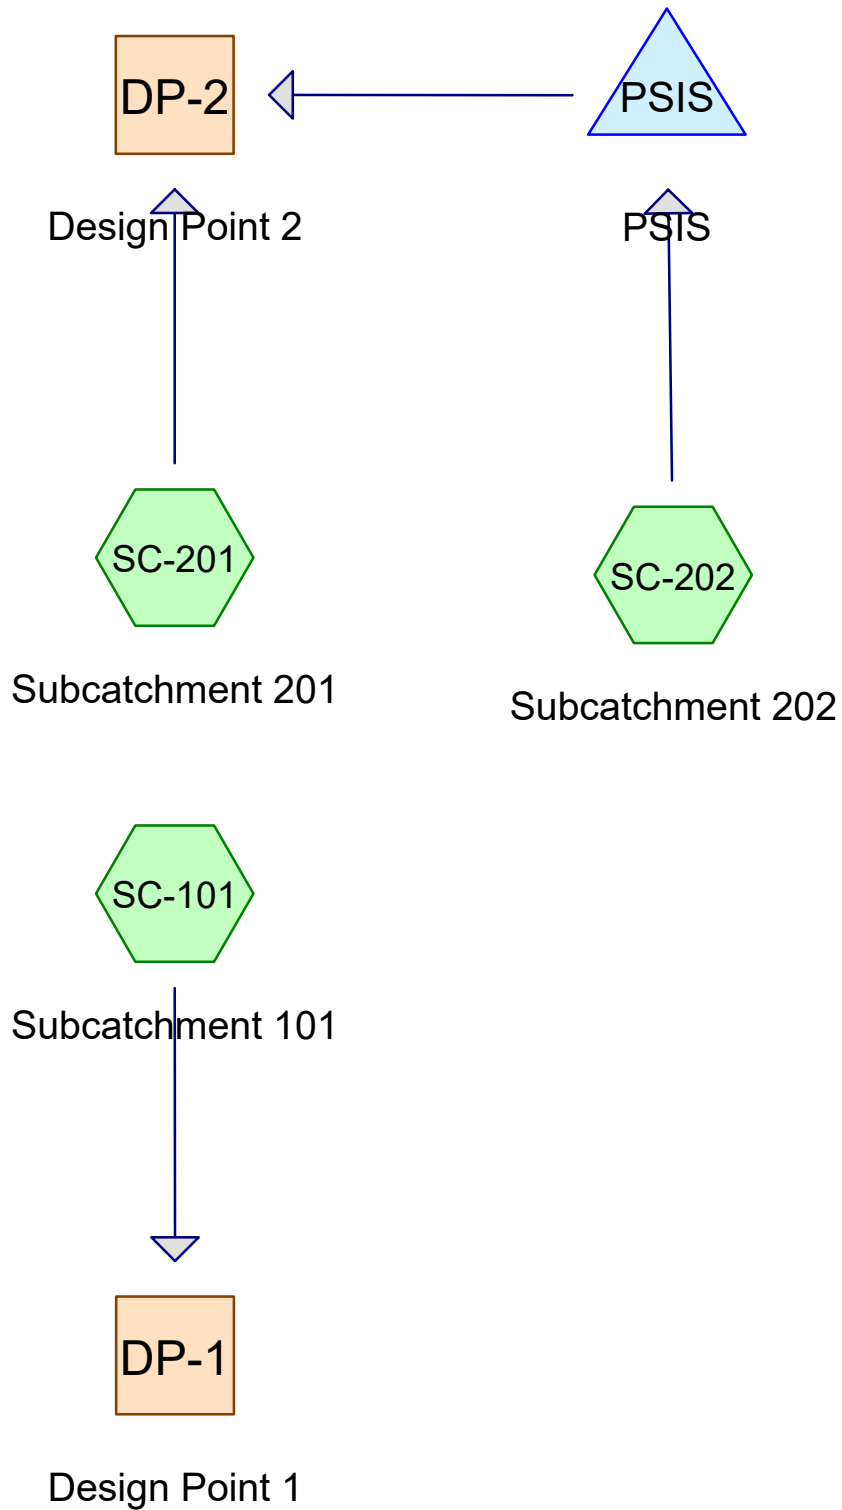 DP-2
PSIS
Design Point 2
PSIS
SC-201
SC-202
Subcatchment 201
Subcatchment 202
SC-101
Subcatchment 101
DP-1
Design Point 1